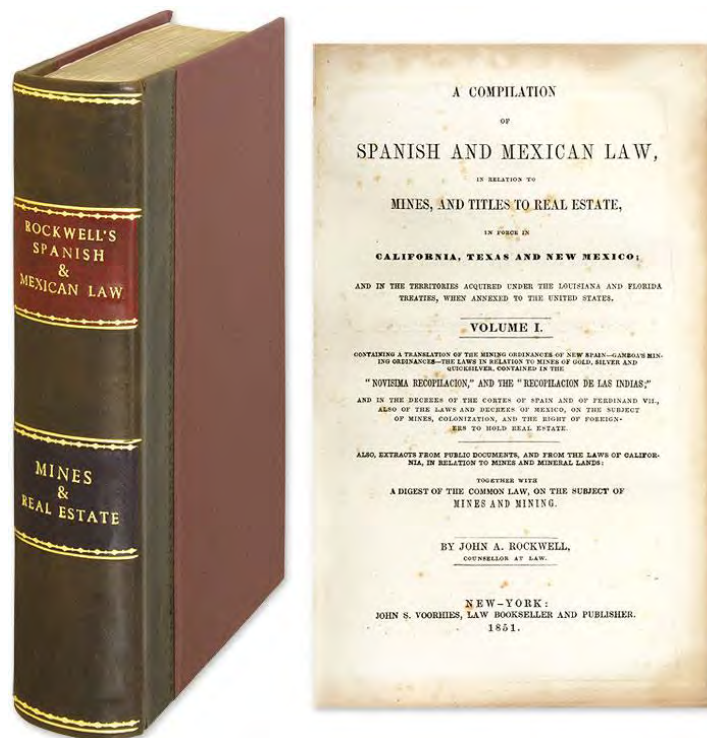 ROCKWELL'S
SPANISH
&
MEXICAN LAW
MINES
&
REAL ESTATE
A COMPILATION
OF
SPANISH AND MEXICAN LAW,
IN RELATION TO
MINES, AND TITLES TO REAL ESTATE,
IN FORCE IN
CALIFORNIA, TEXAS AND NEW MEXICO;
AND IN THE TERRITORIES ACQUIRED UNDER THE LOUISIANA AND FLORIDA
TREATIES, WHEN ANNEXED TO THE UNITED STATES.
VOLUME I.
CONTAINING A TRANSLATION OF THE MINING ORDINANCES OF NEW SPAIN—GAMBOA'S MIN-
ING ORDINANCES—THE LAWS IN RELATION TO MINES OF GOLD, SILVER AND
QUICKSILVER, CONTAINED IN THE
"NOVISIMA RECOPILACION," AND THE "RECOPILACION DE LAS INDIAS;"
AND IN THE DECREES OF THE CORTES OF SPAIN AND OF FERDINAND VII.,
ALSO OF THE LAWS AND DECREES OF MEXICO, ON THE SUBJECT
OF MINES, COLONIZATION, AND THE RIGHT OF FOREIGN-
ERS TO HOLD REAL ESTATE.
ALSO, EXTRACTS FROM PUBLIC DOCUMENTS, AND FROM THE LAWS OF CALIFOR-
NIA, IN RELATION TO MINES AND MINERAL LANDS:
TOGETHER WITH
A DIGEST OF THE COMMON LAW, ON THE SUBJECT OF
MINES AND MINING.
BY JOHN A. ROCKWELL,
COUNSELLOR AT LAW.
NEW-YORK:
JOHN S. VOORHIES, LAW BOOKSELLER AND PUBLISHER.
1851.